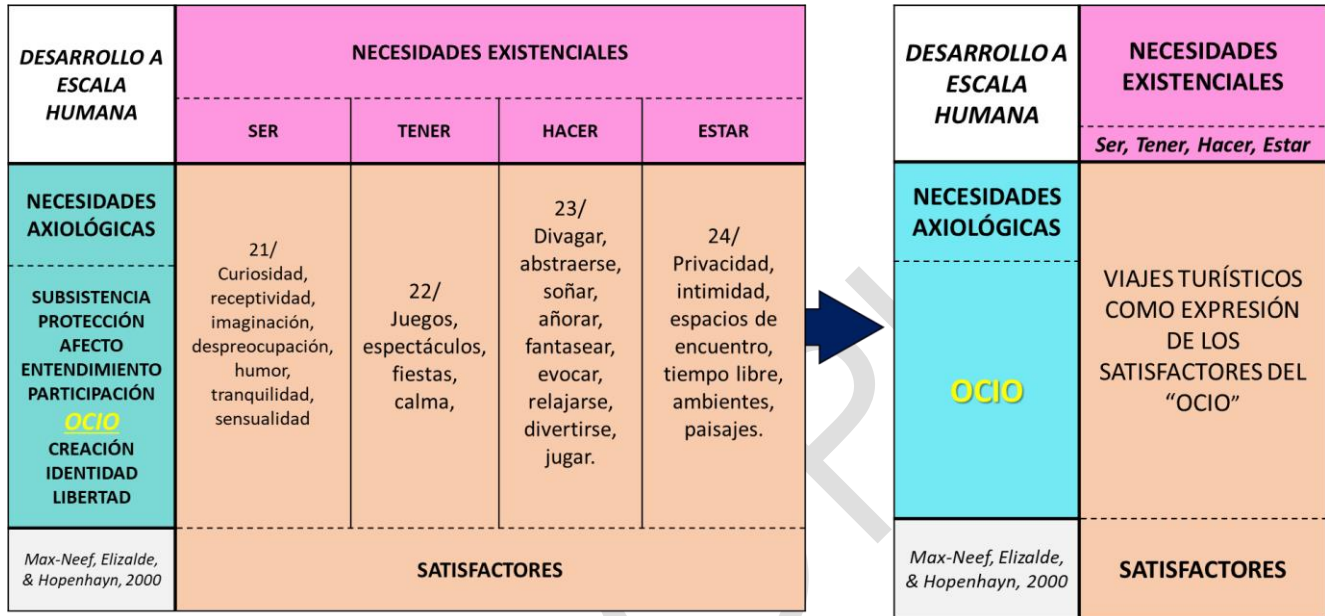 DESARROLLO A
ESCALA
HUMANA
NECESIDADES EXISTENCIALES
SER
TENER
HACER
ESTAR
NECESIDADES
AXIOLÓGICAS
SUBSISTENCIA
PROTECCIÓN
AFECTO
ENTENDIMIENTO
PARTICIPACIÓN
OCIO
CREACIÓN
IDENTIDAD
LIBERTAD
21/
Curiosidad,
receptividad,
imaginación,
despreocupación,
humor,
tranquilidad,
sensualidad
22/
Juegos,
espectáculos,
fiestas,
calma,
23/
Divagar,
abstraerse,
soñar,
añorar,
fantasear,
evocar,
relajarse,
divertirse,
jugar.
24/
Privacidad,
intimidad,
espacios de
encuentro,
tiempo libre,
ambientes,
paisajes.
Max-Neef, Elizalde,
& Hopenhayn, 2000
SATISFACTORES
DESARROLLO A
ESCALA
HUMANA
NECESIDADES
EXISTENCIALES
Ser, Tener, Hacer, Estar
NECESIDADES
AXIOLÓGICAS
OCIO
VIAJES TURÍSTICOS
COMO EXPRESIÓN
DE LOS
SATISFACTORES DEL
“OCIO”
Max-Neef, Elizalde,
& Hopenhayn, 2000
SATISFACTORES